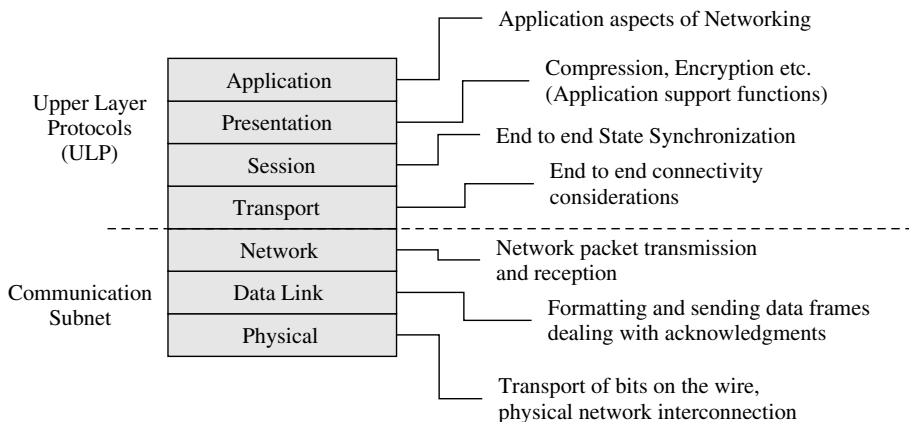 Application aspects of Networking
Application
Compression, Encryption etc.
(Application support functions)
Upper Layer
Protocols
(ULP)
Presentation
End to end State Synchronization
Session
End to end connectivity
considerations
Transport
Network
Network packet transmission
and reception
Communication
Subnet
Data Link
Formatting and sending data frames
dealing with acknowledgments
Physical
Transport of bits on the wire,
physical network interconnection